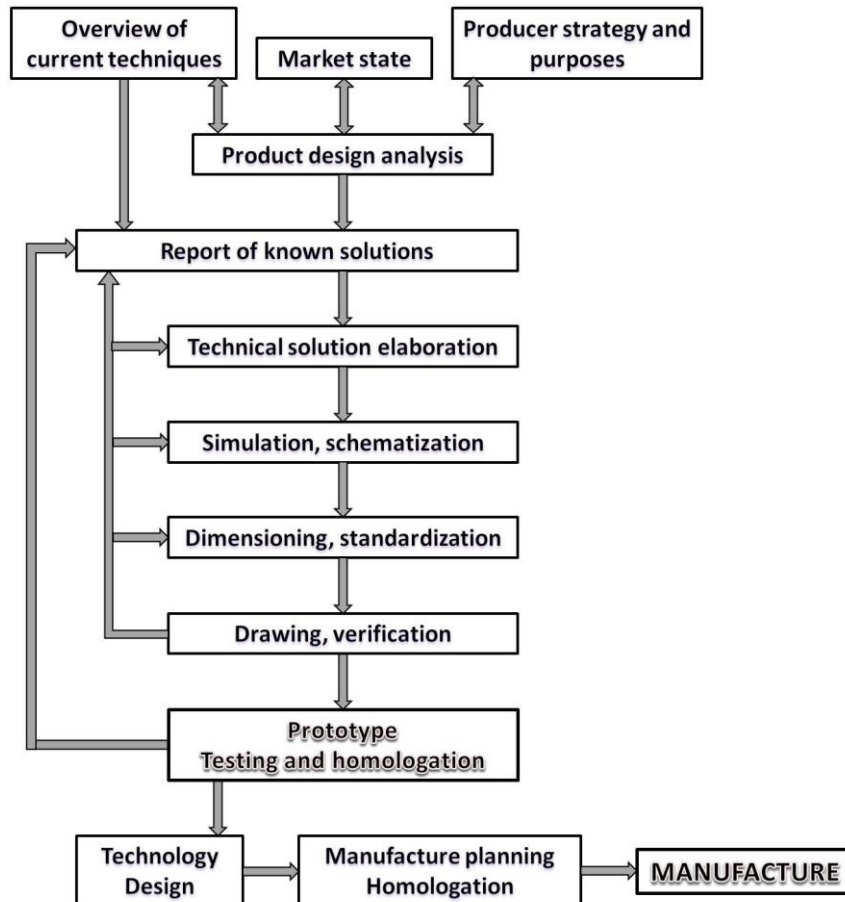 Overview of
current techniques
Market state
Producer strategy and
purposes
Product design analysis
Report of known solutions
Technical solution elaboration
Simulation, schematization
Dimensioning, standardization
Drawing, verification
Prototype
Testing and homologation
Technology
Design
Manufacture planning
Homologation
MANUFACTURE